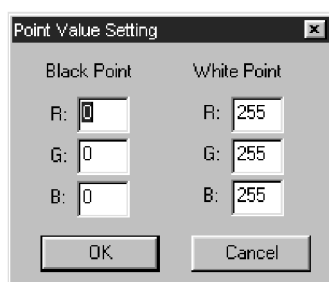 Point Value Setting
Black Point White Point
R: 0 R: 255
G: 0 G: 255
B: 0 B: 255
OK Cancel